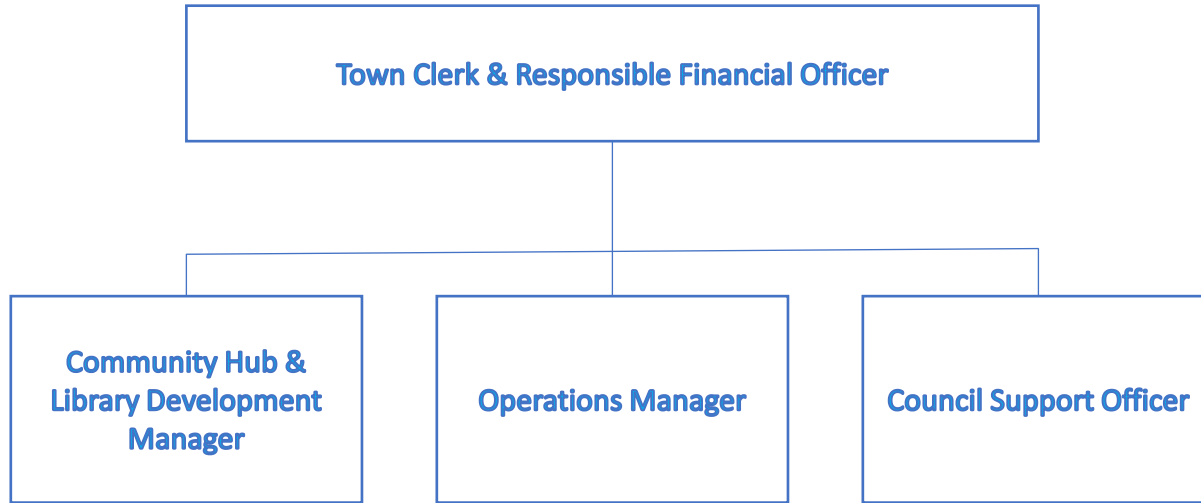 Town Clerk & Responsible Financial Officer
Community Hub &
Library Development
Manager
Operations Manager
Council Support Officer